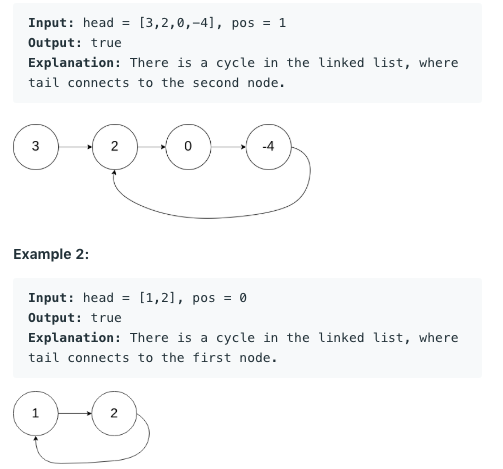 Input: head = [3,2,0,-4], pos = 1
Output: true
Explanation: There is a cycle in the linked list, where
tail connects to the second node.
3 2 0 -4
Example 2:
Input: head = [1,2], pos = 0
Output: true
Explanation: There is a cycle in the linked list, where
tail connects to the first node.
1 2